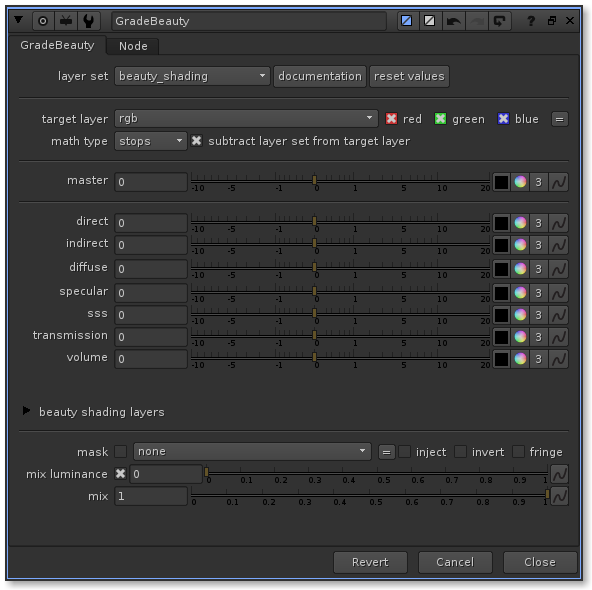 GradeBeauty
?
GradeBeauty Node
layer set beauty_shading documentation reset values
target layer rgb red green blue =
math type stops subtract layer set from target layer
master 0 -10 -5 -1 0 1 5 10 20 3
direct 0 -10 -5 -1 0 1 5 10 20 3
indirect 0 -10 -5 -1 0 1 5 10 20 3
diffuse 0 -10 -5 -1 0 1 5 10 20 3
specular 0 -10 -5 -1 0 1 5 10 20 3
sss 0 -10 -5 -1 0 1 5 10 20 3
transmission 0 -10 -5 -1 0 1 5 10 20 3
volume 0 -10 -5 -1 0 1 5 10 20 3
beauty shading layers
mask none = inject invert fringe
mix luminance 0 0 0.1 0.2 0.3 0.4 0.5 0.6 0.7 0.8 0.9 1
mix 1 0 0.1 0.2 0.3 0.4 0.5 0.6 0.7 0.8 0.9 1
Revert Cancel Close